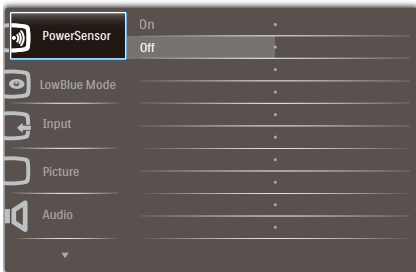 PowerSensor
On
Off
LowBlue Mode
Input
Picture
Audio